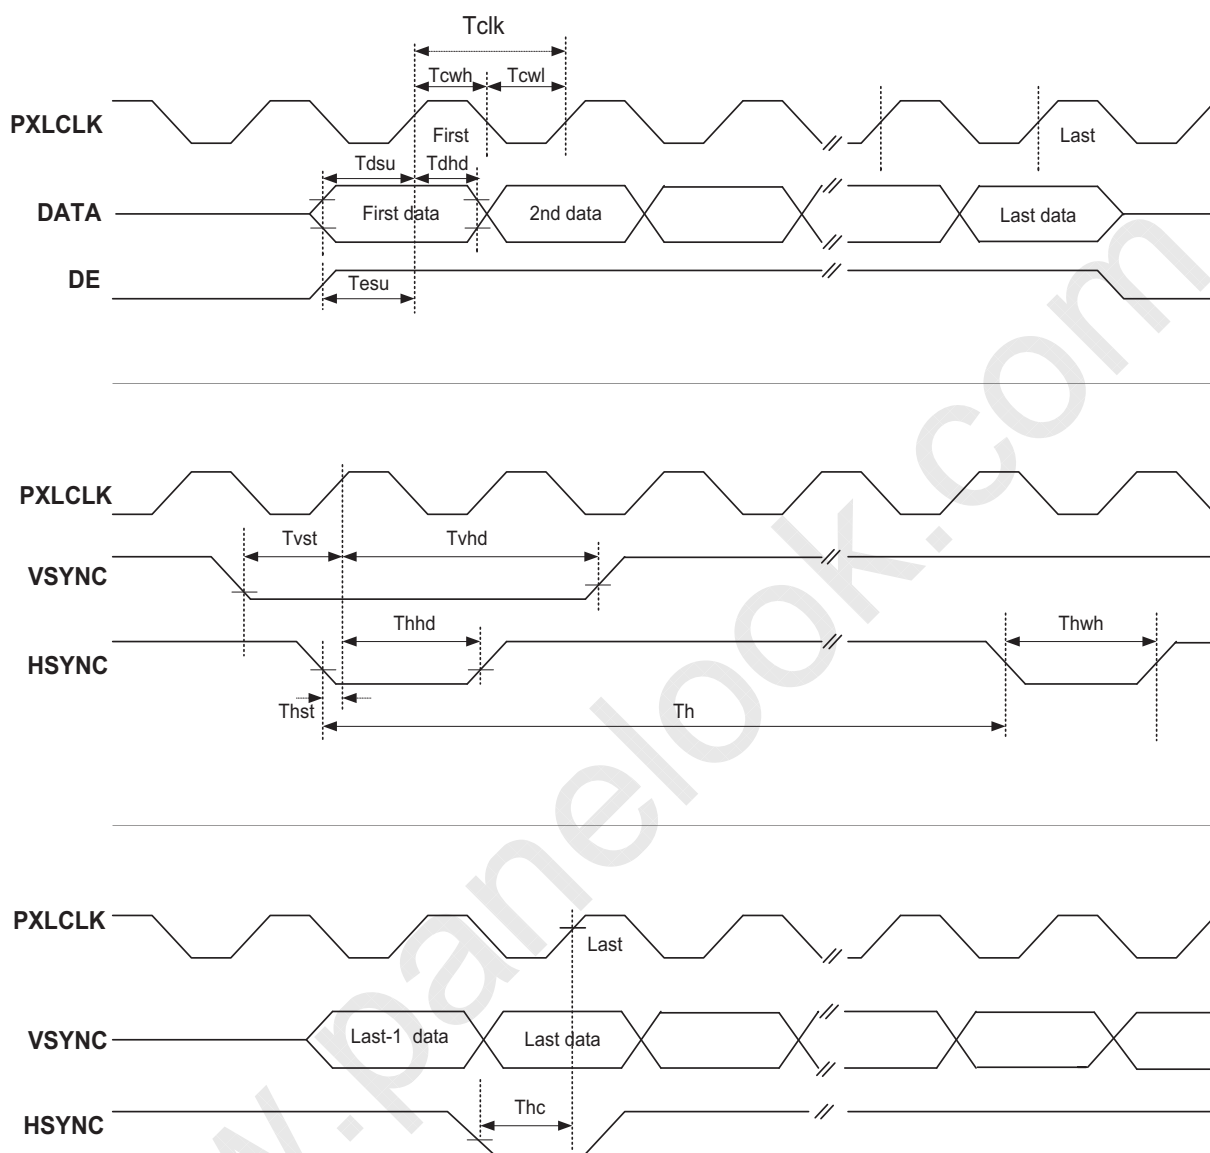 Tclk
Tcwh Tcwl
PXLCLK First Last
Tdsu Tdhd
DATA First data 2nd data Last data
DE
Tesu
PXLCLK
Tvst Tvhd
VSYNC
Thhd Thwh
HSYNC
Thst Th
PXLCLK
Last
VSYNC Last-1 data Last data
Thc
HSYNC
w.panelook.com